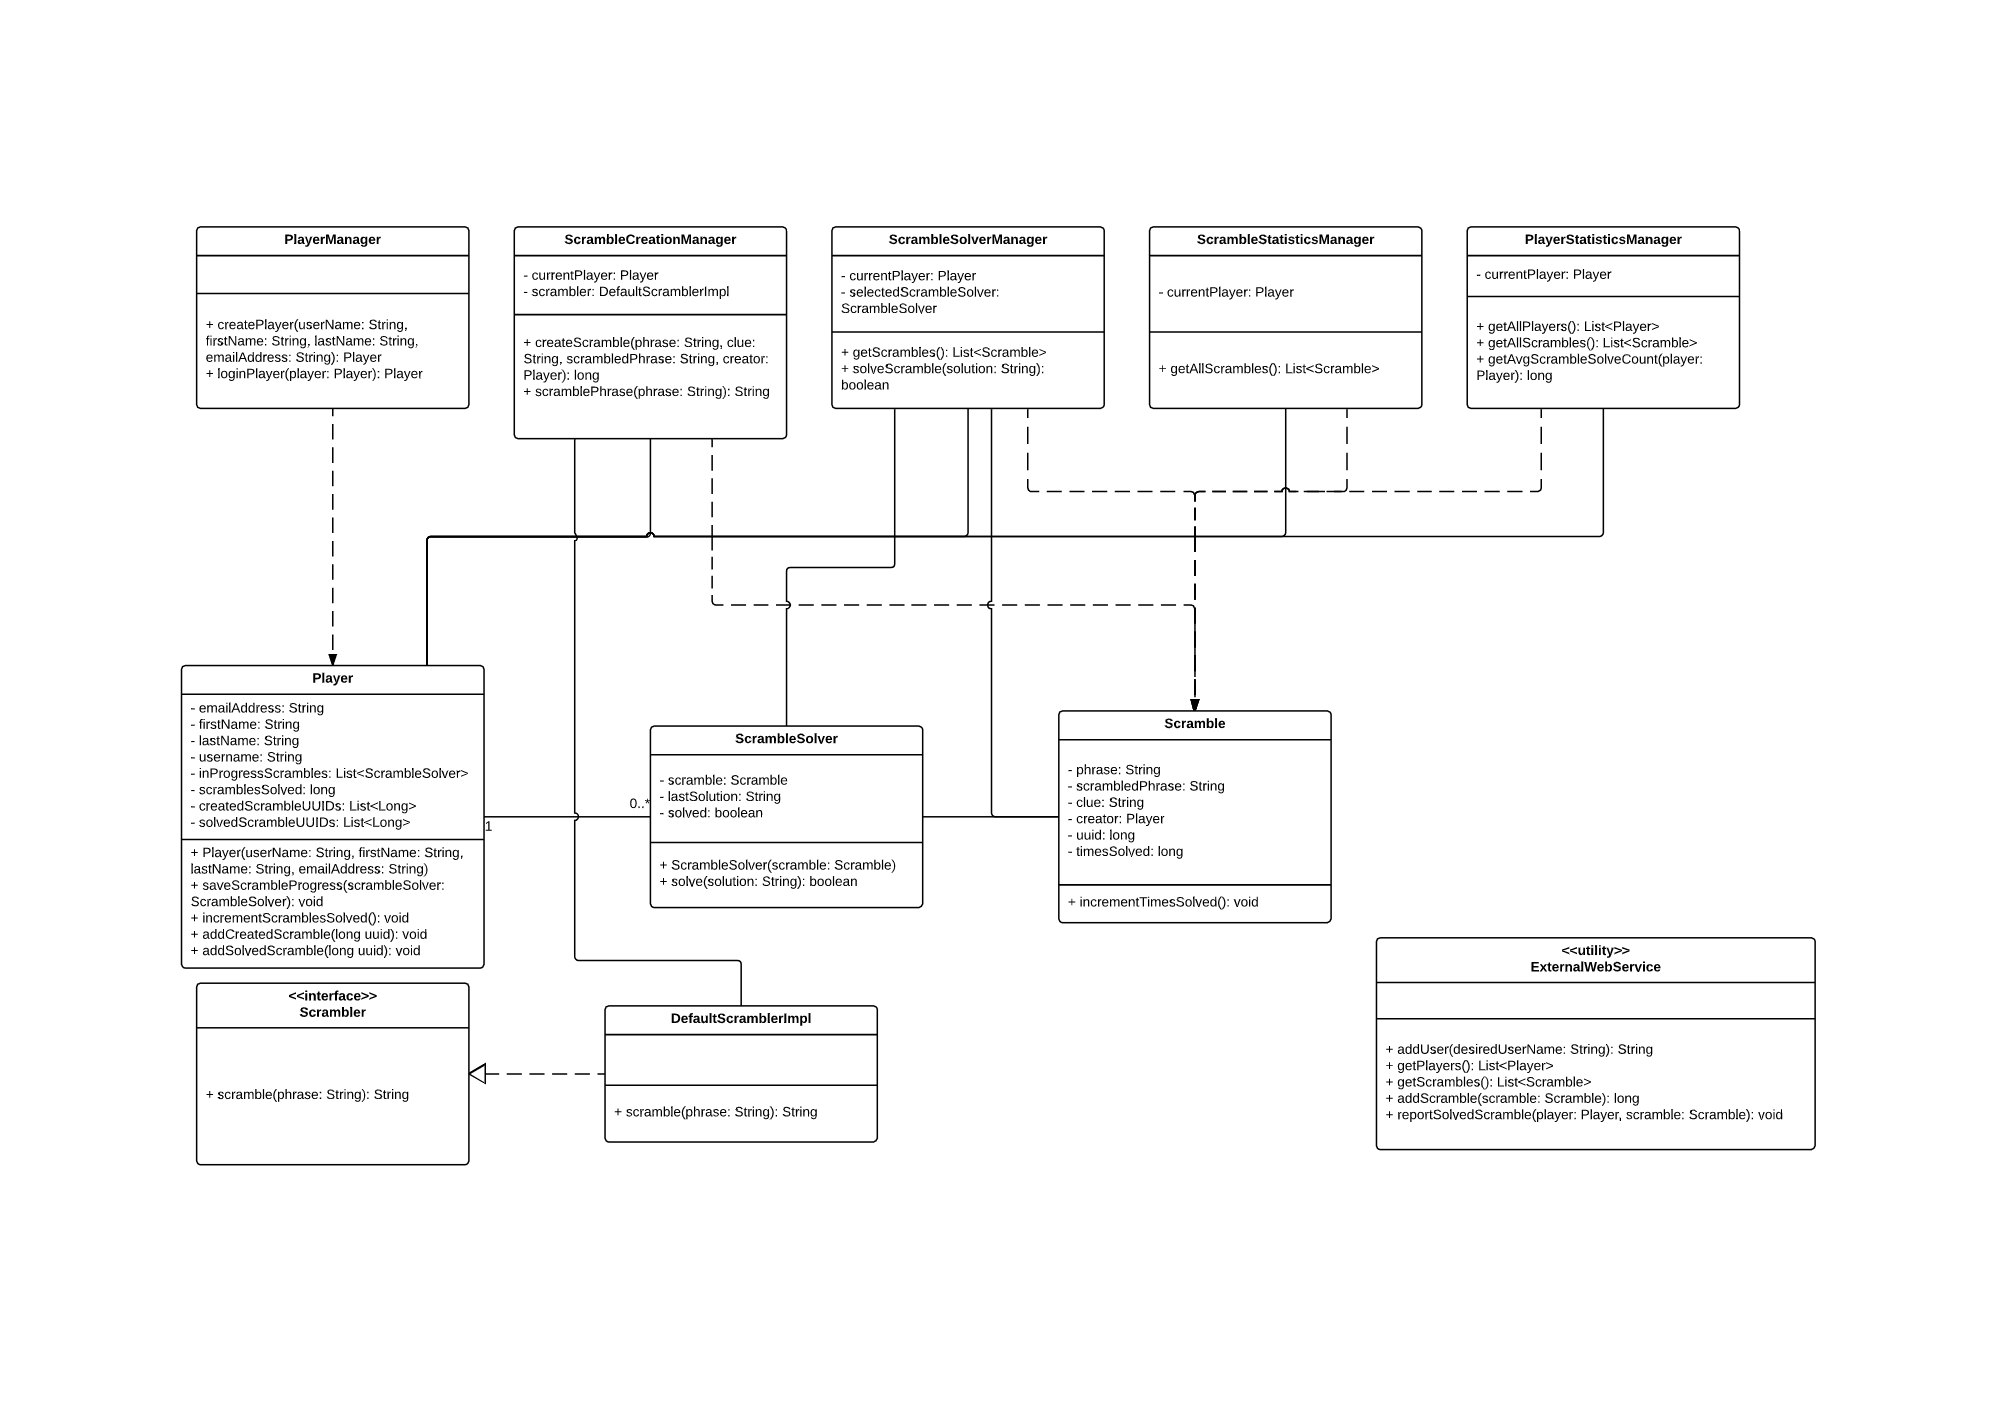 PlayerManager
+ createPlayer(userName: String,
firstName: String, lastName: String,
emailAddress: String): Player
+ loginPlayer(player: Player): Player
ScrambleCreationManager
- currentPlayer: Player
- scrambler: DefaultScramblerImpl
+ createScramble(phrase: String, clue:
String, scrambledPhrase: String, creator:
Player): long
+ scramblePhrase(phrase: String): String
ScrambleSolverManager
- currentPlayer: Player
- selectedScrambleSolver:
ScrambleSolver
+ getScrambles(): List<Scramble>
+ solveScramble(solution: String):
boolean
ScrambleStatisticsManager
- currentPlayer: Player
+ getAllScrambles(): List<Scramble>
PlayerStatisticsManager
- currentPlayer: Player
+ getAllPlayers(): List<Player>
+ getAllScrambles(): List<Scramble>
+ getAvgScrambleSolveCount(player:
Player): long
Player
- emailAddress: String
- firstName: String
- lastName: String
- username: String
- inProgressScrambles: List<ScrambleSolver>
- scramblesSolved: long
- createdScrambleUUIDs: List<Long>
- solvedScrambleUUIDs: List<Long>
+ Player(userName: String, firstName: String,
lastName: String, emailAddress: String)
+ saveScrambleProgress(scrambleSolver:
ScrambleSolver): void
+ incrementScramblesSolved(): void
+ addCreatedScramble(long uuid): void
+ addSolvedScramble(long uuid): void
1
0..*
ScrambleSolver
- scramble: Scramble
- lastSolution: String
- solved: boolean
+ ScrambleSolver(scramble: Scramble)
+ solve(solution: String): boolean
Scramble
- phrase: String
- scrambledPhrase: String
- clue: String
- creator: Player
- uuid: long
- timesSolved: long
+ incrementTimesSolved(): void
<<interface>>
Scrambler
+ scramble(phrase: String): String
DefaultScramblerImpl
+ scramble(phrase: String): String
<<utility>>
ExternalWebService
+ addUser(desiredUserName: String): String
+ getPlayers(): List<Player>
+ getScrambles(): List<Scramble>
+ addScramble(scramble: Scramble): long
+ reportSolvedScramble(player: Player, scramble: Scramble): void